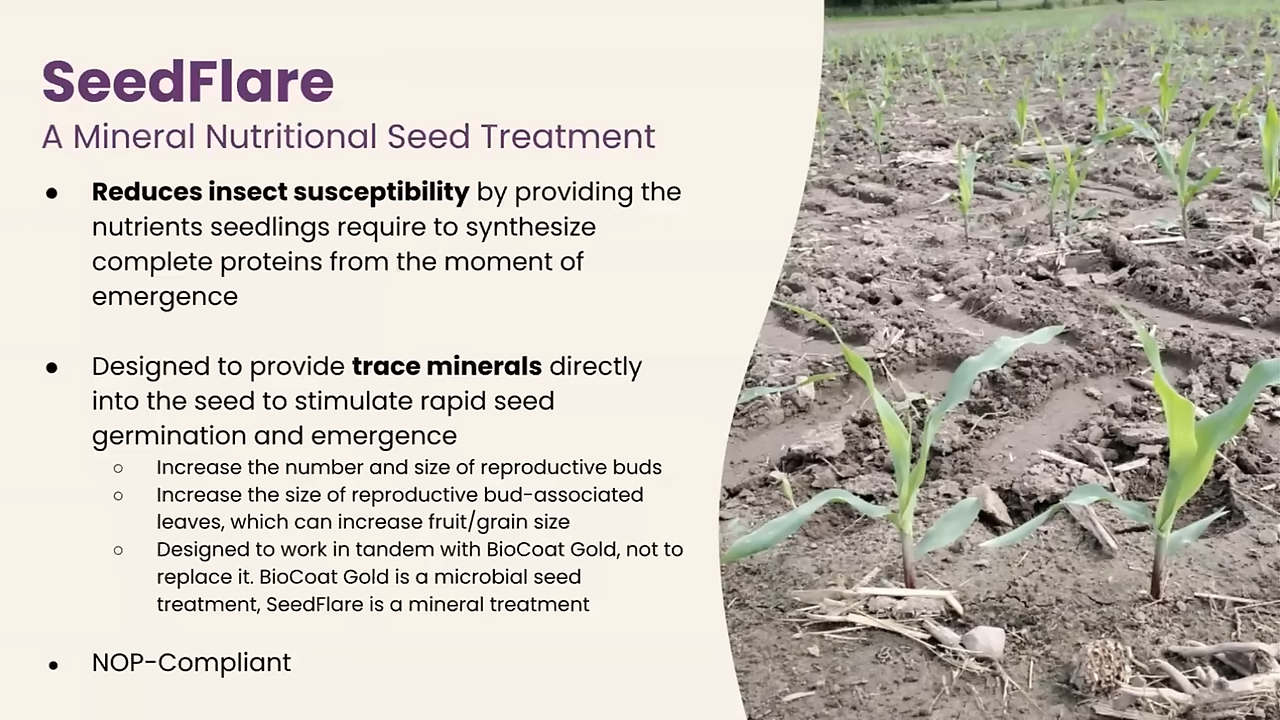 SeedFlare
A Mineral Nutritional Seed Treatment
● Reduces insect susceptibility by providing the
nutrients seedlings require to synthesize
complete proteins from the moment of
emergence
● Designed to provide trace minerals directly
into the seed to stimulate rapid seed
germination and emergence
○ Increase the number and size of reproductive buds
○ Increase the size of reproductive bud-associated
leaves, which can increase fruit/grain size
○ Designed to work in tandem with BioCoat Gold, not to
replace it. BioCoat Gold is a microbial seed
treatment, SeedFlare is a mineral treatment
● NOP-Compliant